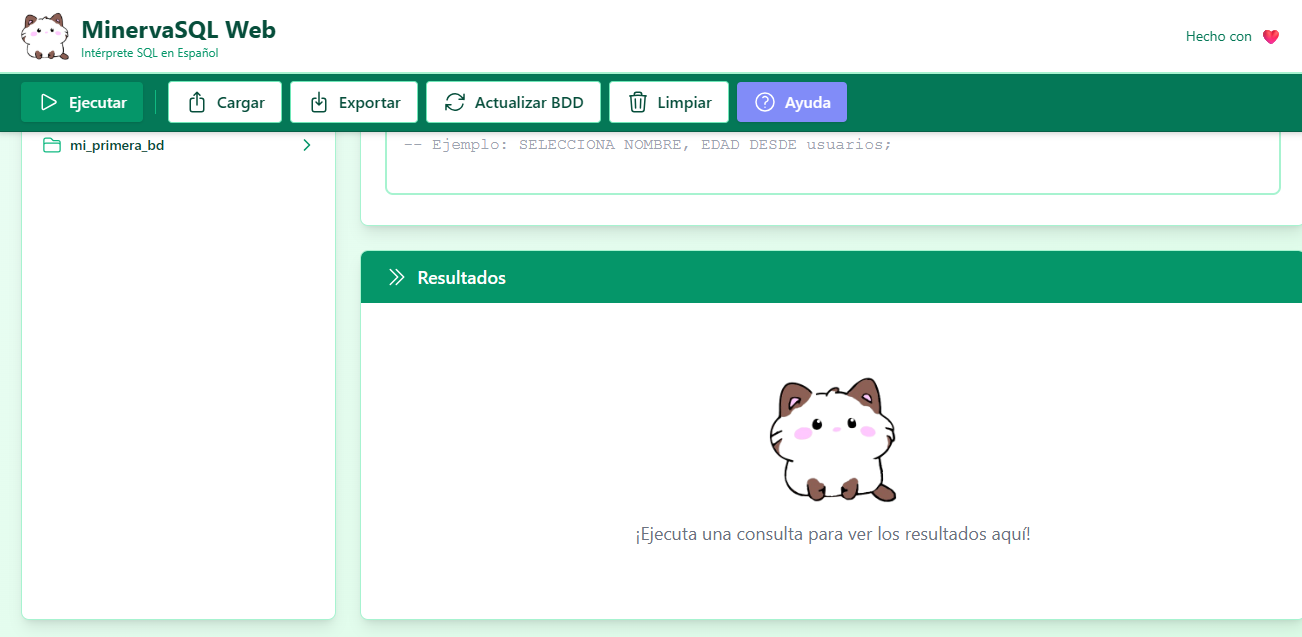 MinervaSQL Web
Intérprete SQL en Español
Hecho con
Ejecutar
Cargar
Exportar
Actualizar BDD
Limpiar
Ayuda
mi_primera_bd
-- Ejemplo: SELECCIONA NOMBRE, EDAD DESDE usuarios;
Resultados
¡Ejecuta una consulta para ver los resultados aquí!